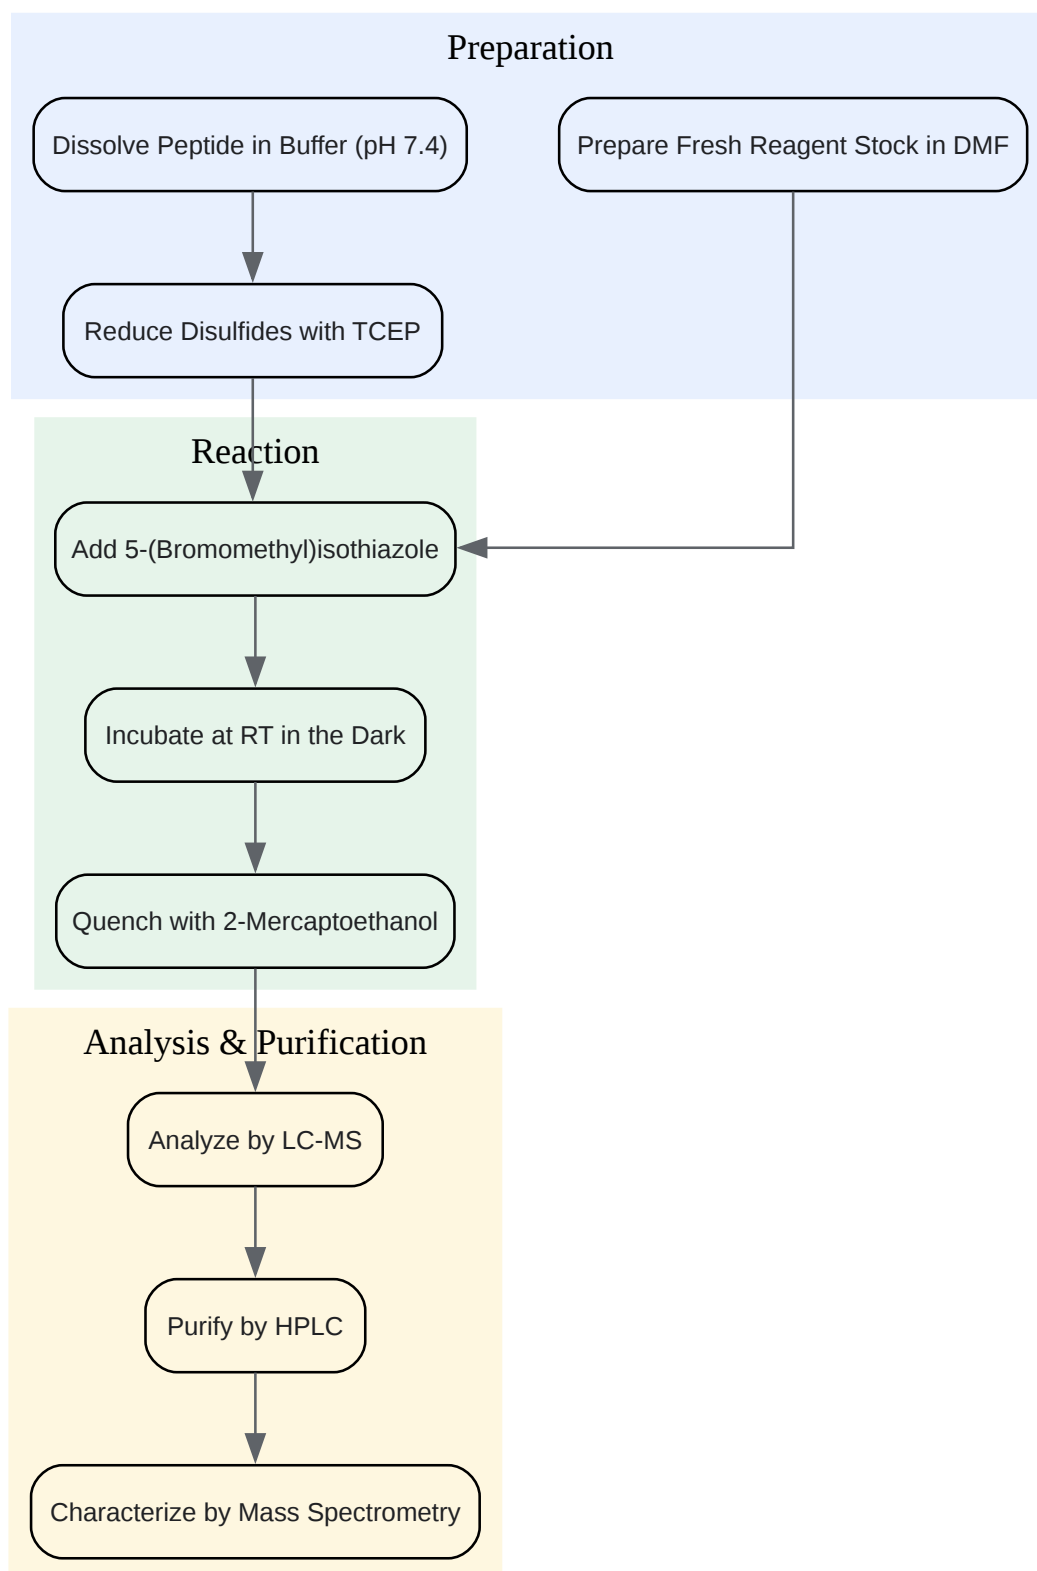 Preparation
Dissolve Peptide in Buffer (pH 7.4)
Prepare Fresh Reagent Stock in DMF
Reduce Disulfides with TCEP
Reaction
Add 5-(Bromomethyl)isothiazole
Incubate at RT in the Dark
Quench with 2-Mercaptoethanol
Analysis & Purification
Analyze by LC-MS
Purify by HPLC
Characterize by Mass Spectrometry